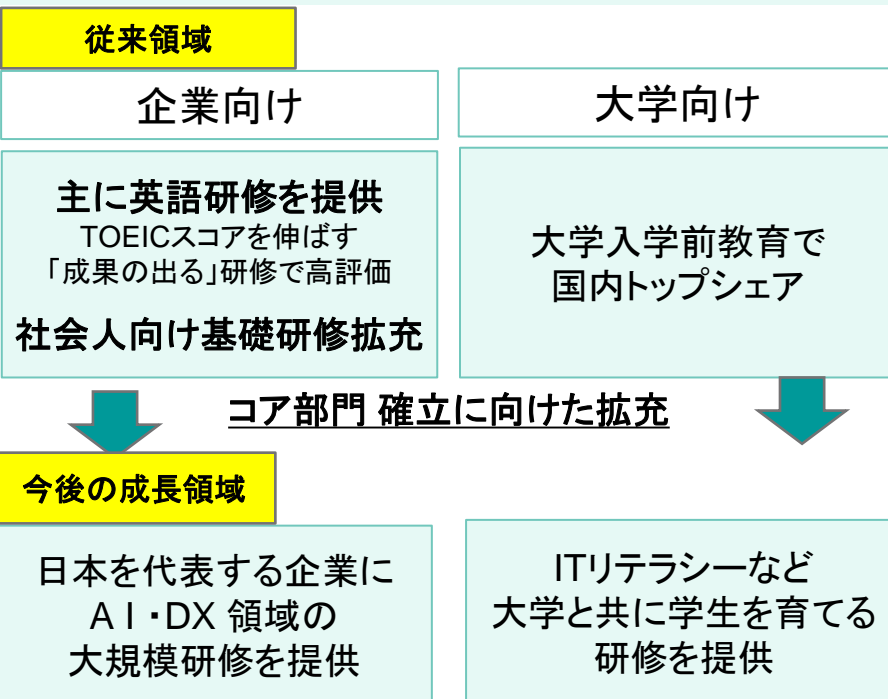 従来領域
企業向け
大学向け
主に英語研修を提供
TOEICスコアを伸ばす
「成果の出る」研修で高評価
社会人向け基礎研修拡充
大学入学前教育で
国内トップシェア
コア部門 確立に向けた拡充
今後の成長領域
日本を代表する企業に
AI・DX 領域の
大規模研修を提供
ITリテラシーなど
大学と共に学生を育てる
研修を提供